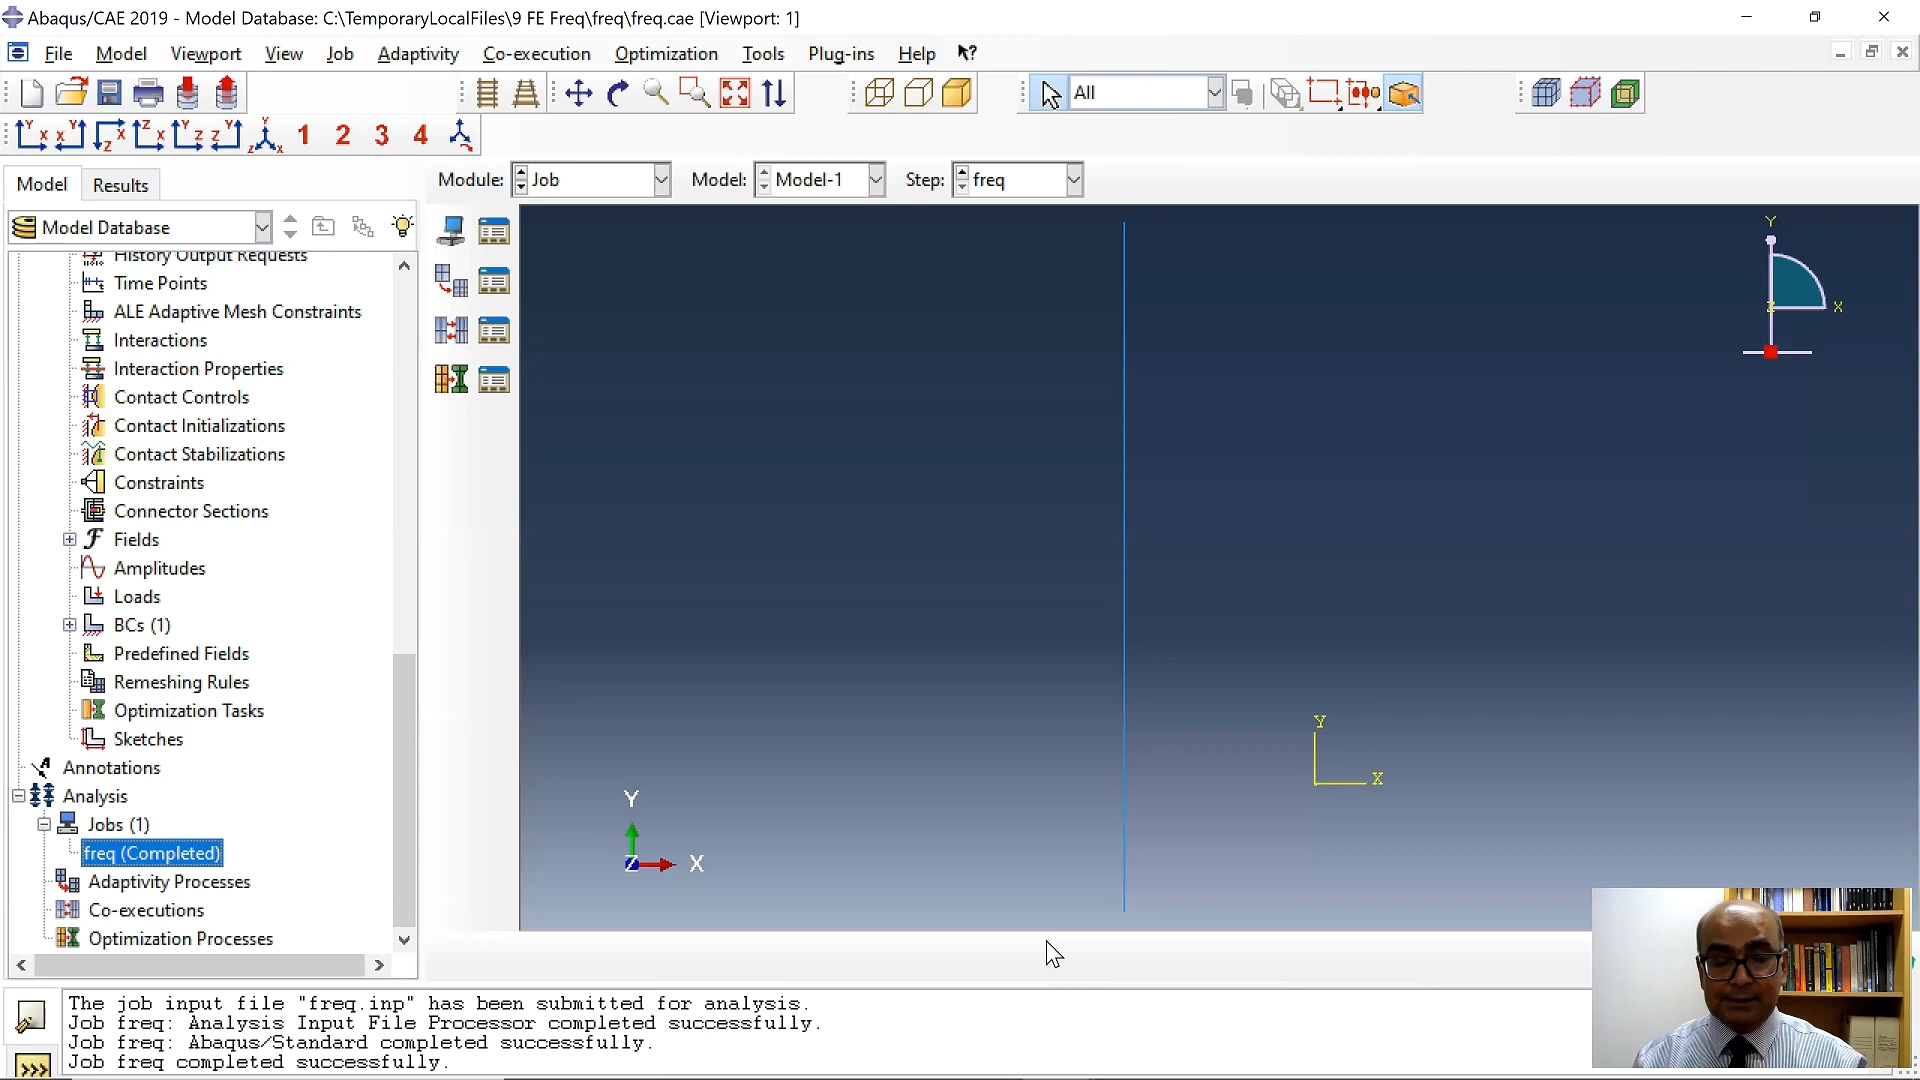 Abaqus/CAE 2019 - Model Database: C:\TemporaryLocalFiles\9 FE Freq\freq\freq.cae [Viewport: 1]
File Model Viewport View Job Adaptivity Co-execution Optimization Tools Plug-ins Help
All
1 2 3 4
Model Results
Module: Job Model: Model-1 Step: freq
Model Database
History Output Requests
Time Points
ALE Adaptive Mesh Constraints
Interactions
Interaction Properties
Contact Controls
Contact Initializations
Contact Stabilizations
Constraints
Connector Sections
Fields
Amplitudes
Loads
BCs (1)
Predefined Fields
Remeshing Rules
Optimization Tasks
Sketches
Annotations
Analysis
Jobs (1)
freq (Completed)
Adaptivity Processes
Co-executions
Optimization Processes
Y
X
Z
Y
X
Y
Z X
The job input file "freq.inp" has been submitted for analysis.
Job freq: Analysis Input File Processor completed successfully.
Job freq: Abaqus/Standard completed successfully.
Job freq completed successfully.